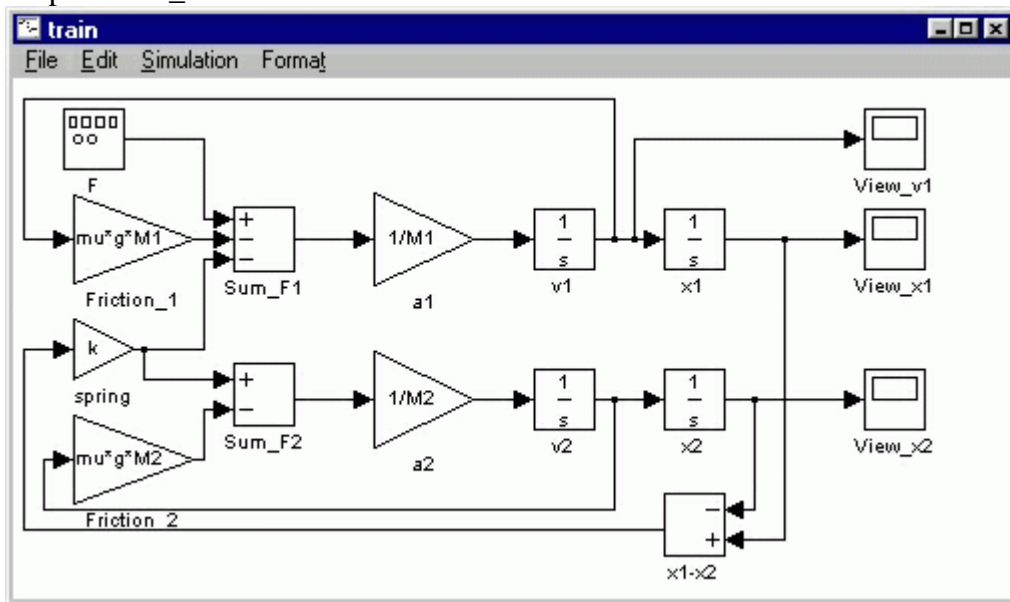 train
File Edit Simulation Format
F
View_v1
mu*g*M1
+
−
−
1/M1
1
s
1
s
Friction_1
Sum_F1
a1
v1
x1
View_x1
k
spring
+
−
1/M2
1
s
1
s
mu*g*M2
Sum_F2
a2
v2
x2
View_x2
Friction_2
−
+
x1-x2